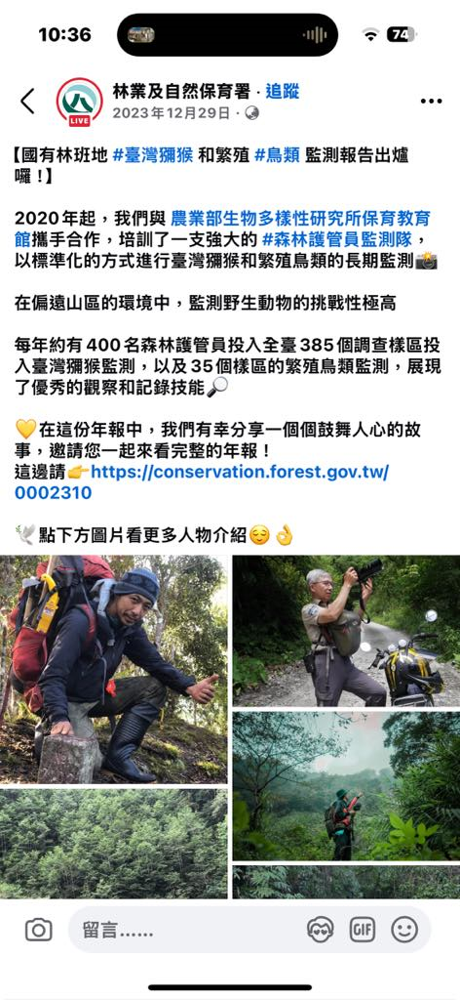 10:36
74
林業及自然保育署 · 追蹤
LIVE
2023年12月29日 ·
【國有林班地 #臺灣獼猴 和繁殖 #鳥類 監測報告出爐
囉！】
2020年起，我們與 農業部生物多樣性研究所保育教育
館攜手合作，培訓了一支強大的 #森林護管員監測隊，
以標準化的方式進行臺灣獼猴和繁殖鳥類的長期監測📸
在偏遠山區的環境中，監測野生動物的挑戰性極高
每年約有400名森林護管員投入全臺385個調查樣區投
入臺灣獼猴監測，以及35個樣區的繁殖鳥類監測，展現
了優秀的觀察和記錄技能🔎
💛在這份年報中，我們有幸分享一個個鼓舞人心的故
事，邀請您一起來看完整的年報！
這邊請👉https://conservation.forest.gov.tw/
0002310
🕊️點下方圖片看更多人物介紹😌👌
留言......
GIF